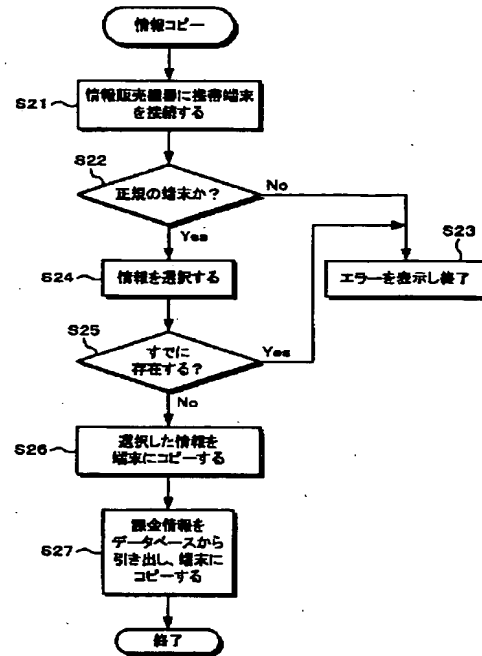 情報コピー
S21
情報販売機器に携帯端末
を接続する
S22
正規の端末か？
No
Yes
S23
エラーを表示し終了
S24
情報を選択する
S25
すでに
存在する？
Yes
No
S26
選択した情報を
端末にコピーする
S27
課金情報を
データベースから
引き出し、端末に
コピーする
終了